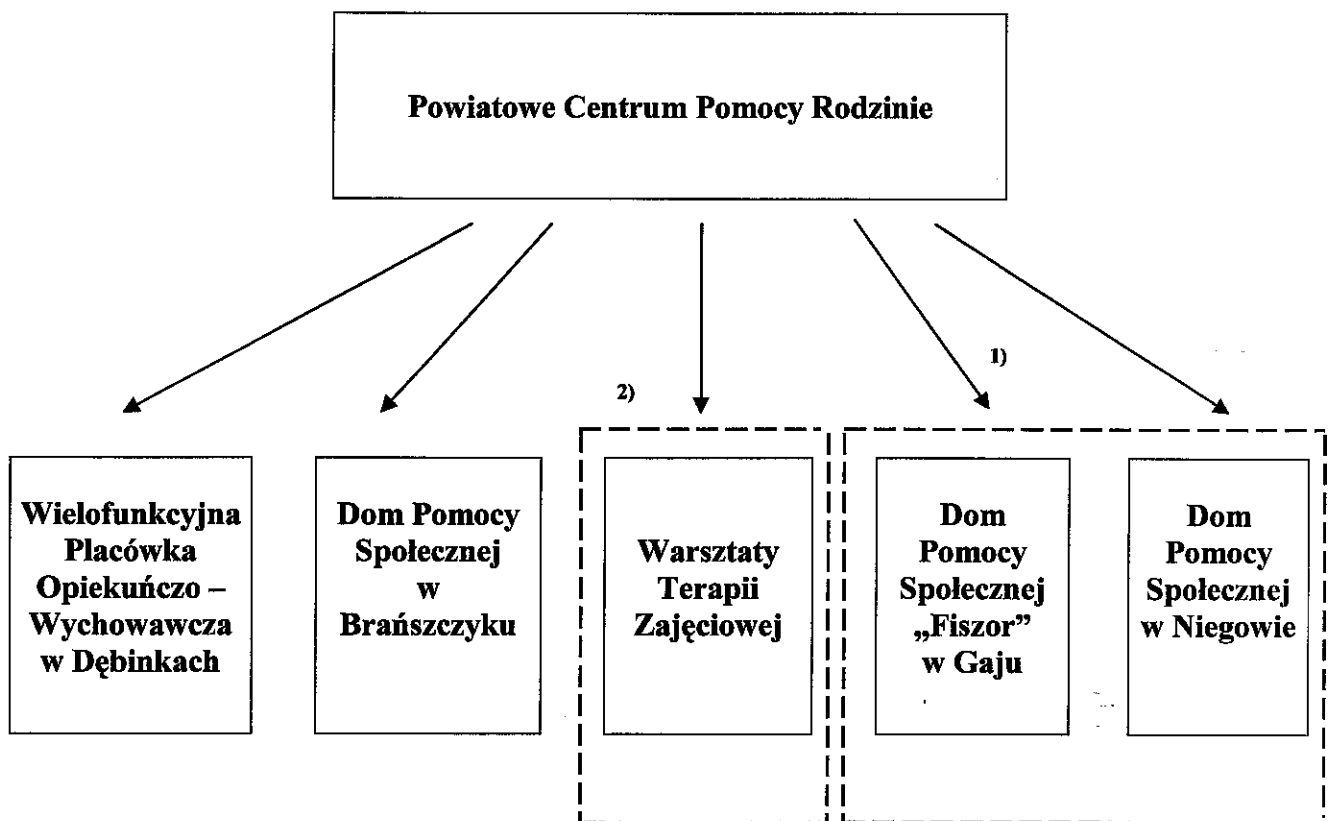 Powiatowe Centrum Pomocy Rodzinie
1)
2)
Wielofunkcyjna
Placówka
Opiekuńczo –
Wychowawcza
w Dębinkach
Dom Pomocy
Społecznej
w
Brańszczyku
Warsztaty
Terapii
Zajęciowej
Dom
Pomocy
Społecznej
„Fiszor”
w Gaju
Dom
Pomocy
Społecznej
w Niegowie